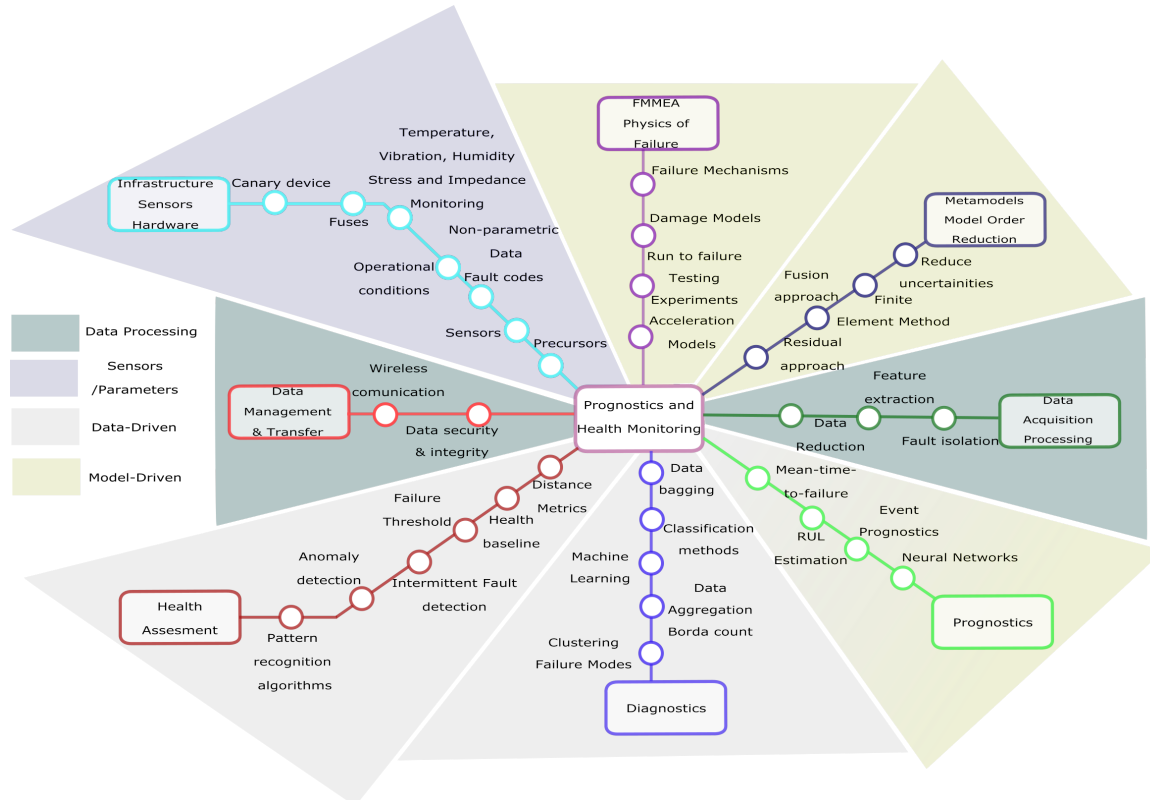 FMMEA
Physics of
Failure
Temperature,
Vibration, Humidity
Stress and Impedance
Monitoring
Infrastructure
Sensors
Hardware
Canary device
Fuses
Non-parametric
Data
Fault codes
Operational
conditions
Sensors
Precursors
Failure Mechanisms
Damage Models
Run to failure
Testing
Experiments
Acceleration
Models
Metamodels
Model Order
Reduction
Reduce
uncertainities
Fusion
approach
Finite
Element Method
Residual
approach
Data Processing
Sensors
/Parameters
Data-Driven
Model-Driven
Wireless
comunication
Data
Management
& Transfer
Data security
& integrity
Prognostics and
Health Monitoring
Feature
extraction
Data
Reduction
Fault isolation
Data
Acquisition
Processing
Distance
Metrics
Failure
Threshold
Health
baseline
Anomaly
detection
Intermittent Fault
detection
Health
Assesment
Pattern
recognition
algorithms
Data
bagging
Classification
methods
Machine
Learning
Data
Aggregation
Borda count
Clustering
Failure Modes
Diagnostics
Mean-time-
to-failure
RUL
Estimation
Event
Prognostics
Neural Networks
Prognostics